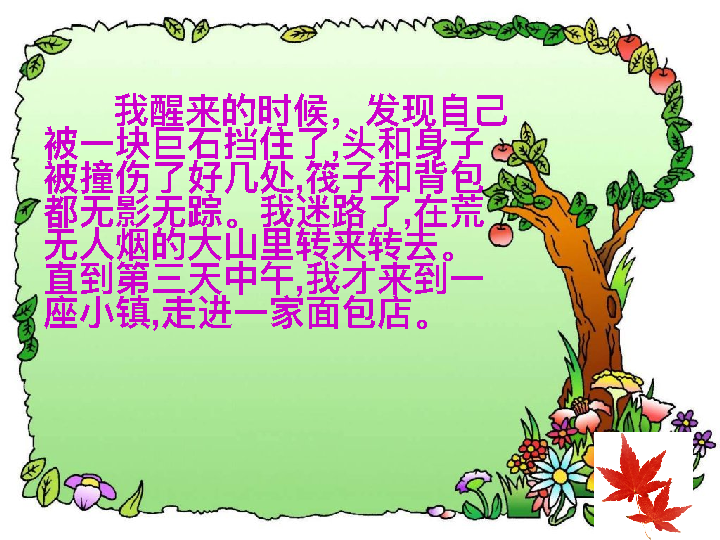 我醒来的时候，发现自己
被一块巨石挡住了,头和身子
被撞伤了好几处,筏子和背包
都无影无踪。我迷路了,在荒
无人烟的大山里转来转去。
直到第三天中午,我才来到一
座小镇,走进一家面包店。